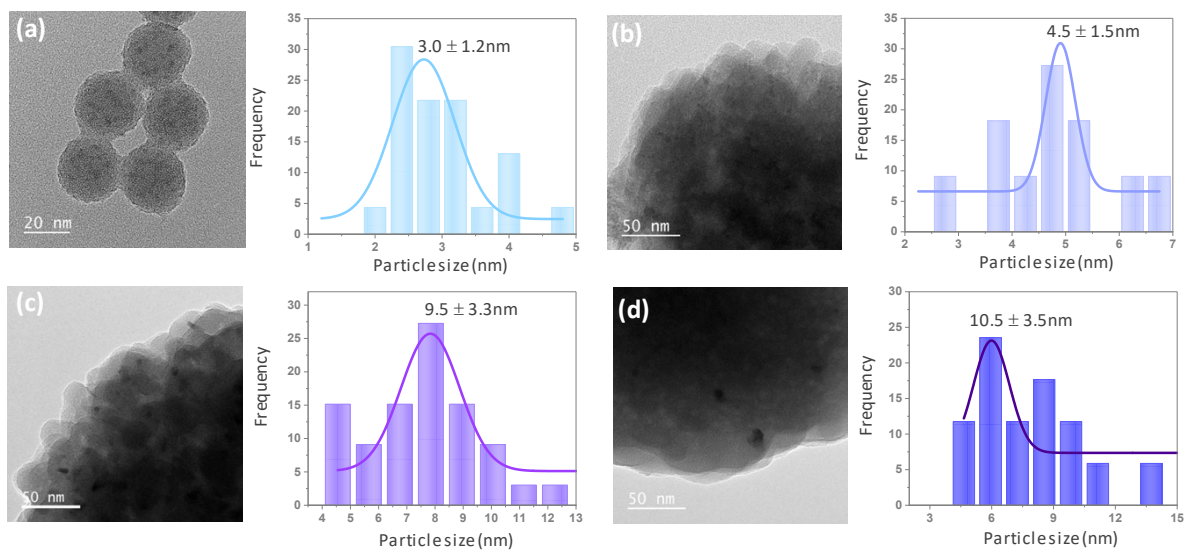 (a)
20 nm
35
30
25
20
15
10
5
0
Frequency
3.0 ± 1.2nm
1 2 3 4 5
Particle size (nm)
(b)
50 nm
35
30
25
20
15
10
5
0
Frequency
4.5 ± 1.5nm
2 3 4 5 6 7
Particle size (nm)
(c)
50 nm
30
25
20
15
10
5
0
Frequency
9.5 ± 3.3nm
4 5 6 7 8 9 10 11 12 13
Particle size (nm)
(d)
50 nm
30
25
20
15
10
5
0
Frequency
10.5 ± 3.5nm
3 6 9 12 15
Particle size (nm)